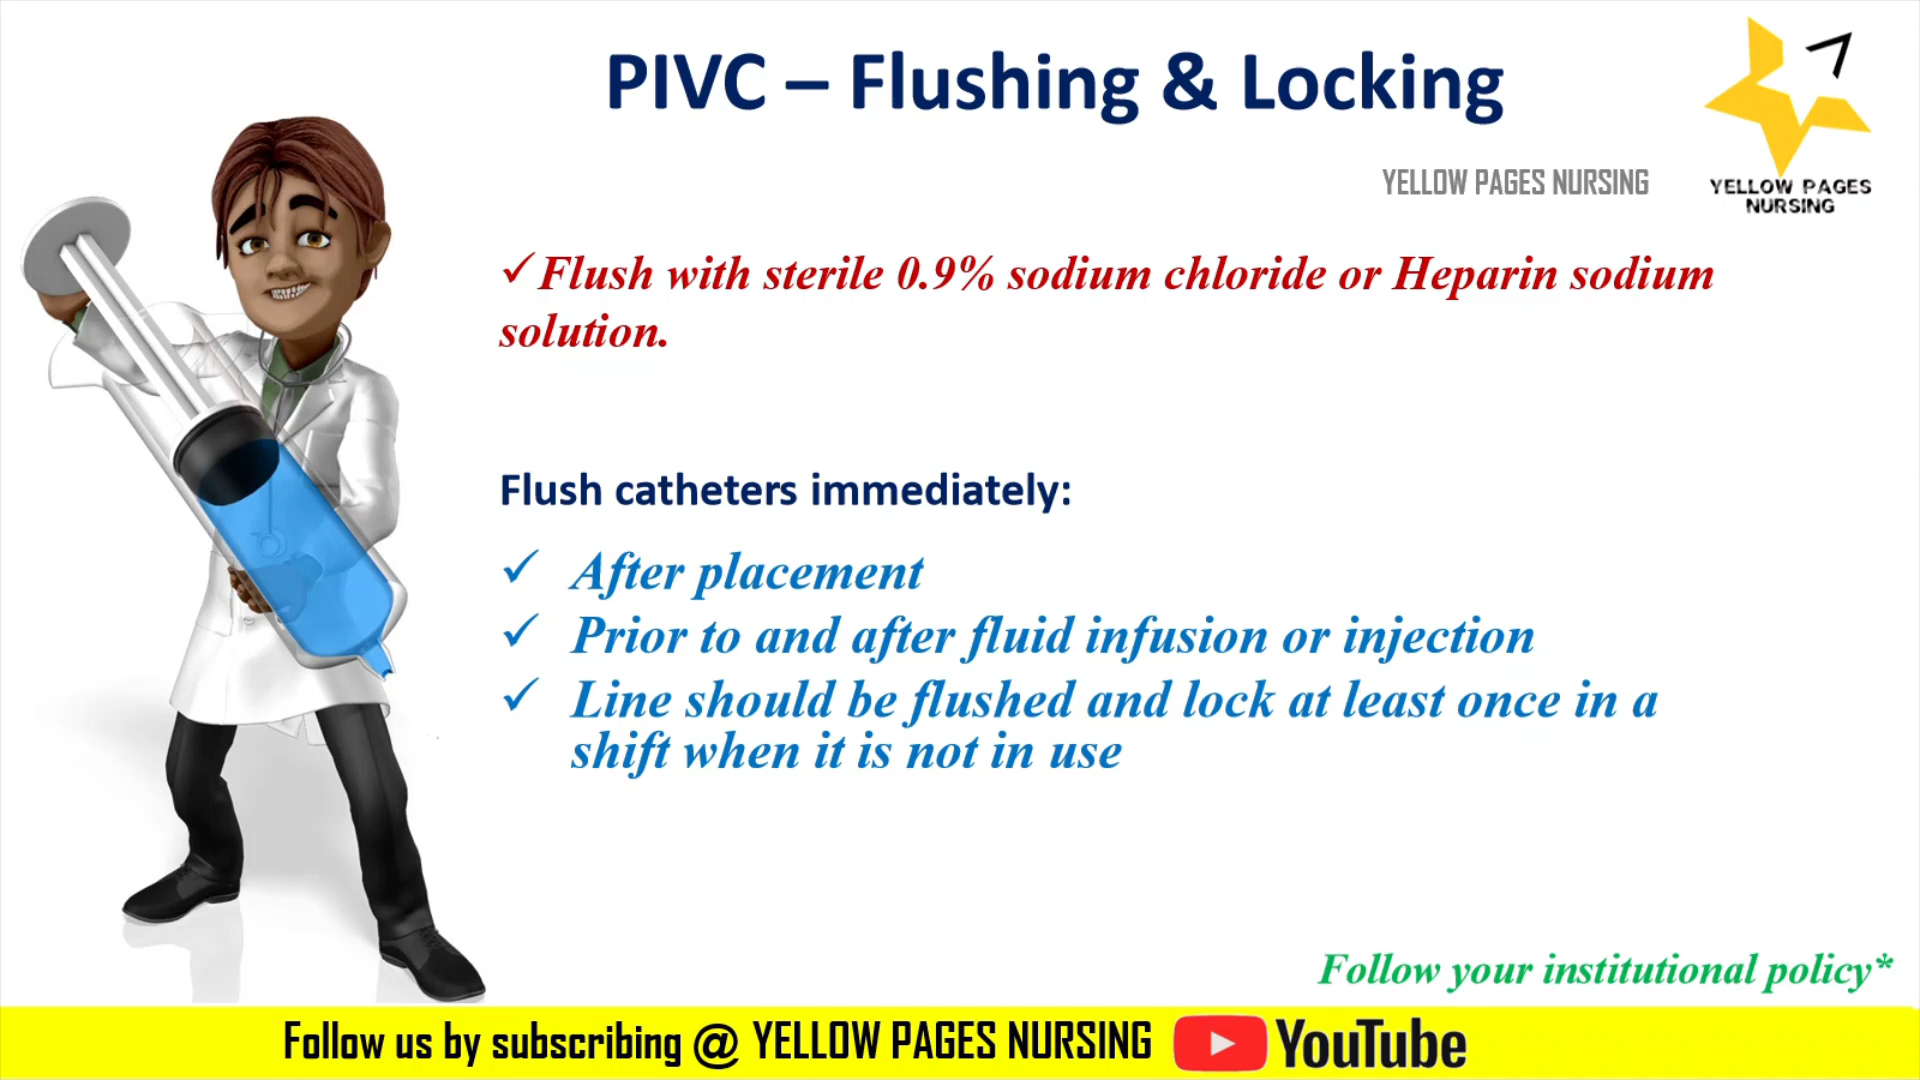 PIVC – Flushing & Locking
YELLOW PAGES NURSING
YELLOW PAGES
NURSING
✓Flush with sterile 0.9% sodium chloride or Heparin sodium
solution.
Flush catheters immediately:
✓ After placement
✓ Prior to and after fluid infusion or injection
✓ Line should be flushed and lock at least once in a
shift when it is not in use
Follow your institutional policy*
Follow us by subscribing @ YELLOW PAGES NURSING YouTube